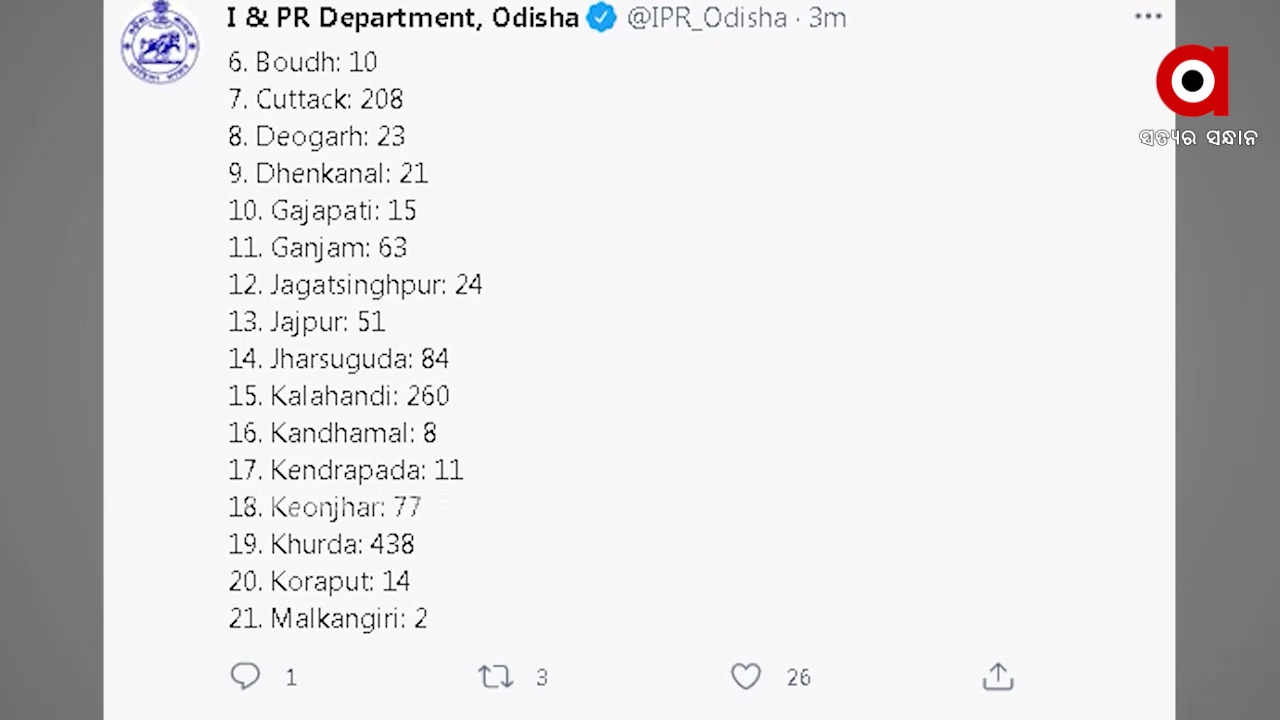 I & PR Department, Odisha @IPR_Odisha · 3m
6. Boudh: 10
7. Cuttack: 208
8. Deogarh: 23
9. Dhenkanal: 21
10. Gajapati: 15
11. Ganjam: 63
12. Jagatsinghpur: 24
13. Jajpur: 51
14. Jharsuguda: 84
15. Kalahandi: 260
16. Kandhamal: 8
17. Kendrapada: 11
18. Keonjhar: 77
19. Khurda: 438
20. Koraput: 14
21. Malkangiri: 2
1 3 26
a
ସତ୍ୟର ସନ୍ଧାନ